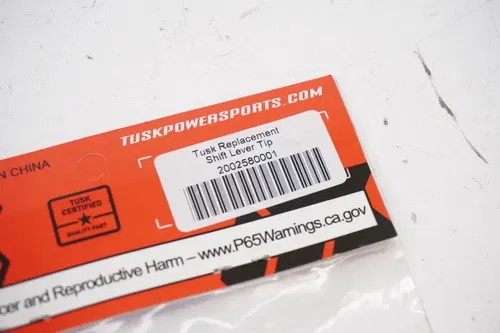 TUSKPOWERSPORTS.COM
Tusk Replacement
Shift Lever Tip
2002580001
N CHINA
TUSK
CERTIFIED
QUALITY PART
cer and Reproductive Harm – www.P65Warnings.ca.gov